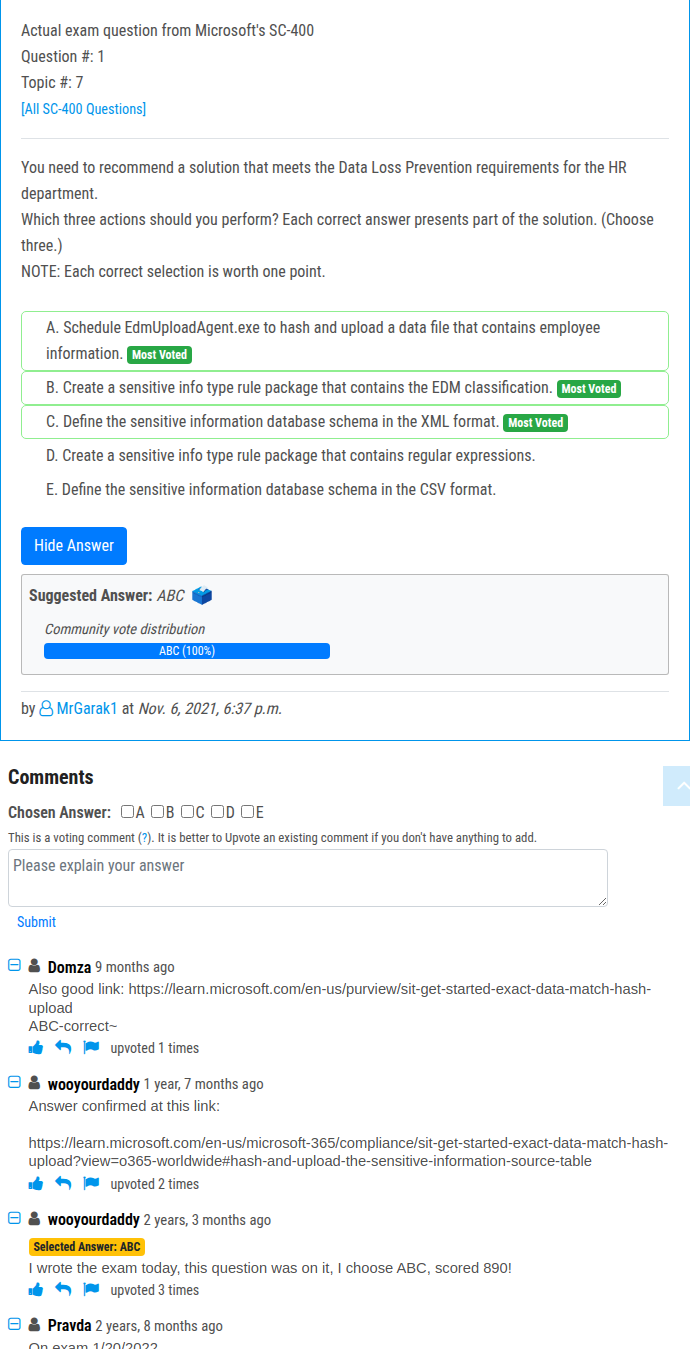 Actual exam question from Microsoft's SC-400
Question #: 1
Topic #: 7
[All SC-400 Questions]
You need to recommend a solution that meets the Data Loss Prevention requirements for the HR
department.
Which three actions should you perform? Each correct answer presents part of the solution. (Choose
three.)
NOTE: Each correct selection is worth one point.
A. Schedule EdmUploadAgent.exe to hash and upload a data file that contains employee
information. Most Voted
B. Create a sensitive info type rule package that contains the EDM classification. Most Voted
C. Define the sensitive information database schema in the XML format. Most Voted
D. Create a sensitive info type rule package that contains regular expressions.
E. Define the sensitive information database schema in the CSV format.
Hide Answer
Suggested Answer: ABC
Community vote distribution
ABC (100%)
by MrGarak1 at Nov. 6, 2021, 6:37 p.m.
Comments
Chosen Answer: A B C D E
This is a voting comment (?). It is better to Upvote an existing comment if you don't have anything to add.
Please explain your answer
Submit
Domza 9 months ago
Also good link: https://learn.microsoft.com/en-us/purview/sit-get-started-exact-data-match-hash-
upload
ABC-correct~
upvoted 1 times
wooyourdaddy 1 year, 7 months ago
Answer confirmed at this link:
https://learn.microsoft.com/en-us/microsoft-365/compliance/sit-get-started-exact-data-match-hash-
upload?view=o365-worldwide#hash-and-upload-the-sensitive-information-source-table
upvoted 2 times
wooyourdaddy 2 years, 3 months ago
Selected Answer: ABC
I wrote the exam today, this question was on it, I choose ABC, scored 890!
upvoted 3 times
Pravda 2 years, 8 months ago
On exam 1/20/2022